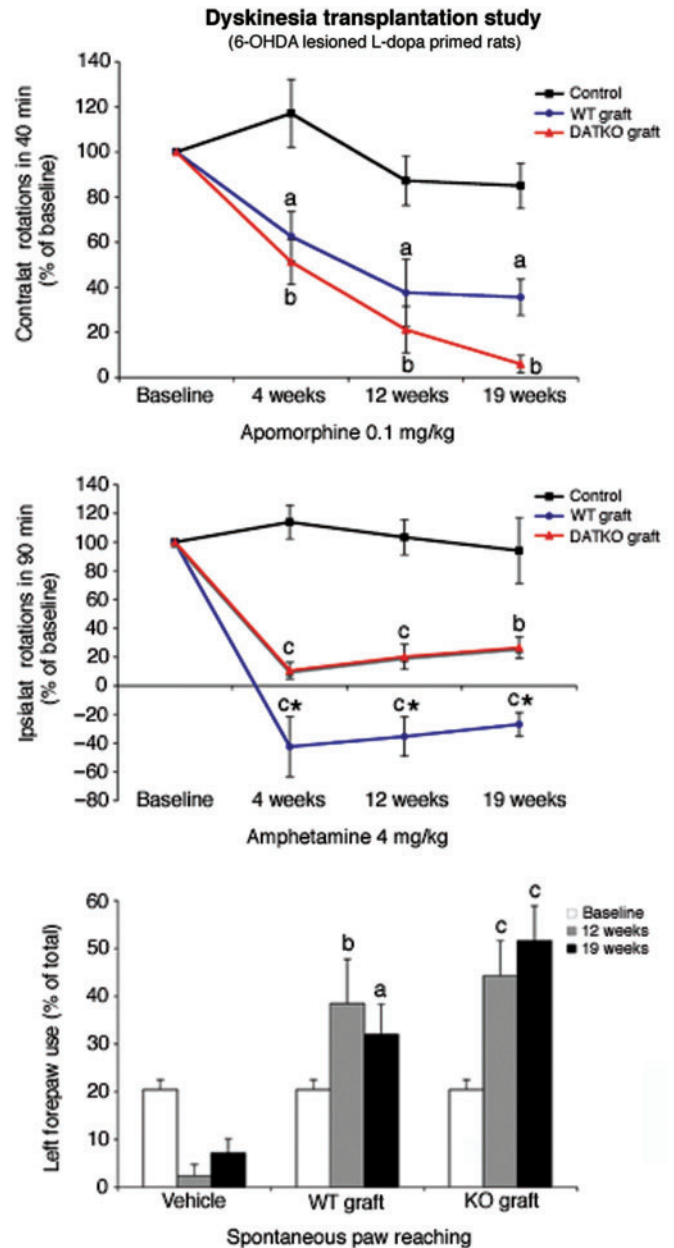 Dyskinesia transplantation study
(6-OHDA lesioned L-dopa primed rats)
Contralat rotations in 40 min
(% of baseline)
140
120
100
80
60
40
20
0
Control
WT graft
DATKO graft
a
a
a
b
b
b
Baseline 4 weeks 12 weeks 19 weeks
Apomorphine 0.1 mg/kg
Ipsialat rotations in 90 min
(% of baseline)
140
120
100
80
60
40
20
0
−20
−40
−60
−80
Control
WT graft
DATKO graft
c c b
c* c* c*
Baseline 4 weeks 12 weeks 19 weeks
Amphetamine 4 mg/kg
Left forepaw use (% of total)
60
50
40
30
20
10
0
Baseline
12 weeks
19 weeks
b
a
c
c
Vehicle WT graft KO graft
Spontaneous paw reaching